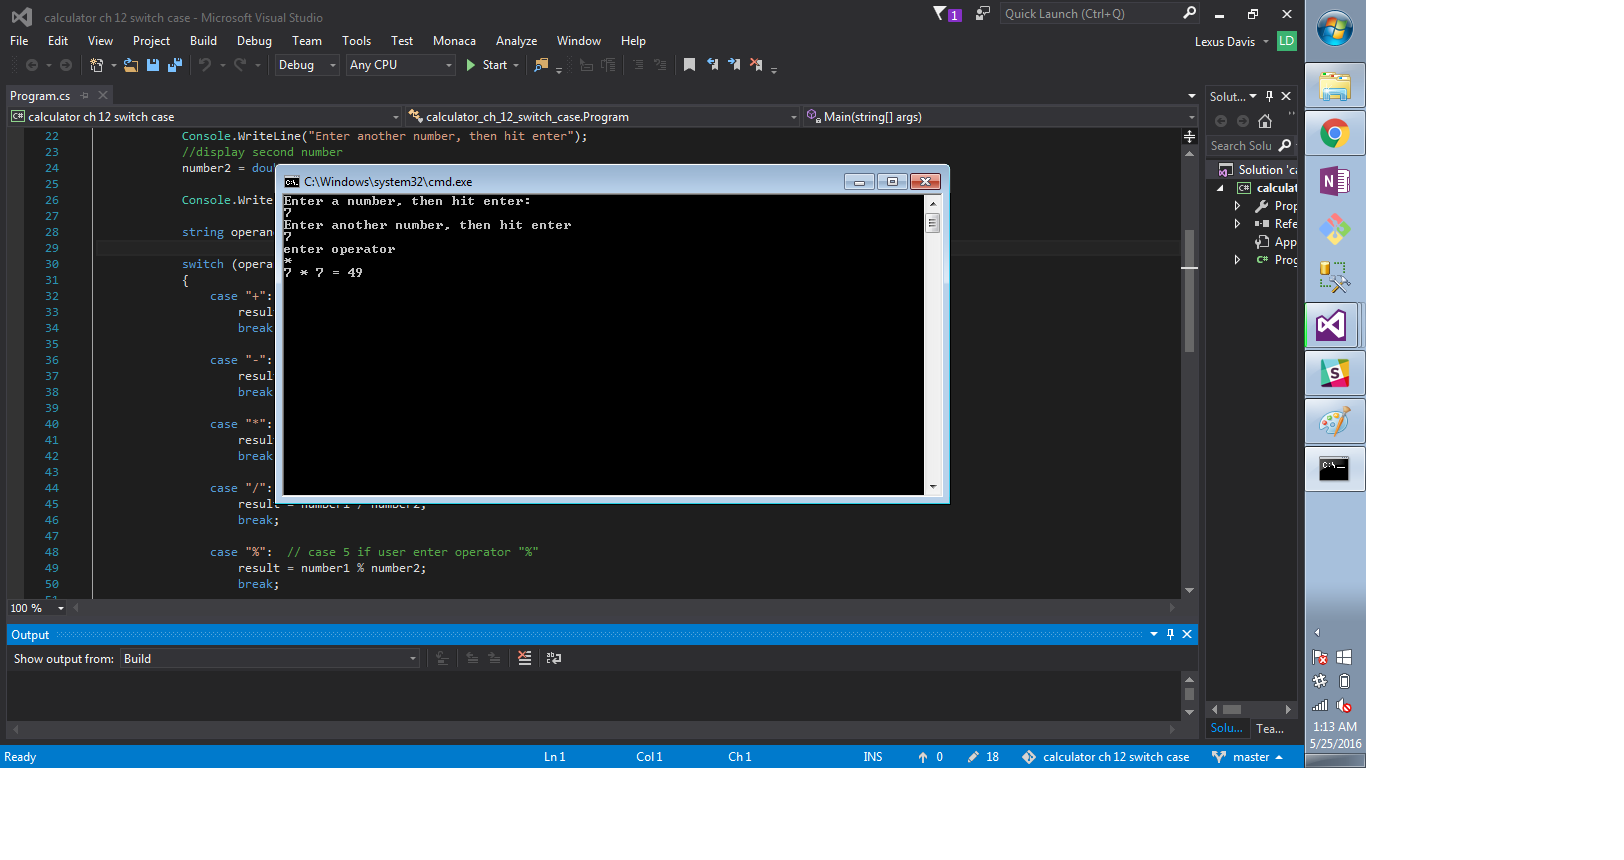 calculator ch 12 switch case - Microsoft Visual Studio
1
Quick Launch (Ctrl+Q)
File Edit View Project Build Debug Team Tools Test Monaca Analyze Window Help
Lexus Davis LD
Debug Any CPU Start
Program.cs
C# calculator ch 12 switch case
calculator_ch_12_switch_case.Program
Main(string[] args)
22 Console.WriteLine("Enter another number, then hit enter");
23 //display second number
24 number2 = dou
25
26 Console.Write
27
28 string operan
29
30 switch (opera
31 {
32 case "+":
33 resul
34 break
35
36 case "-":
37 resul
38 break
39
40 case "*":
41 resul
42 break
43
44 case "/":
45 result = number1 / number2;
46 break;
47
48 case "%": // case 5 if user enter operator "%"
49 result = number1 % number2;
50 break;
51
C:\Windows\system32\cmd.exe
Enter a number, then hit enter:
7
Enter another number, then hit enter
7
enter operator
*
7 * 7 = 49
100 %
Output
Show output from: Build
Solut...
Search Solu
Solution 'ca
C# calculat
Prop
Refe
App
C# Prog
Solu... Tea...
Ready Ln 1 Col 1 Ch 1 INS 0 18 calculator ch 12 switch case master
N
S
C:\_
1:13 AM
5/25/2016